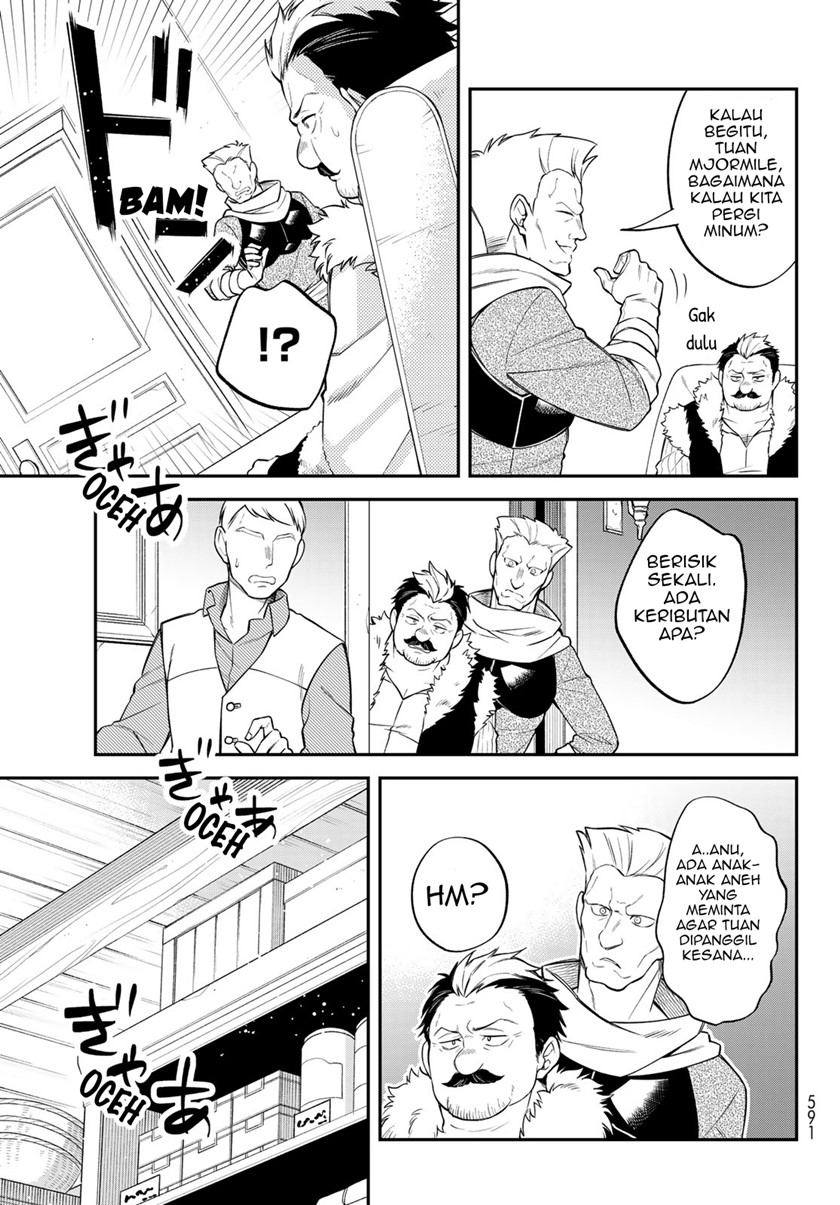 KALAU
BEGITU,
TUAN
MJORMILE,
BAGAIMANA
KALAU KITA
PERGI
MINUM?
Gak
dulu
ド
BAM!
!?
ぎゃあ
OCEH
BERISIK
SEKALI.
ADA
KERIBUTAN
APA?
ぎゃあ
OCEH
A..ANU,
ADA ANAK-
ANAK ANEH
YANG
MEMINTA
AGAR TUAN
DIPANGGIL
KESANA...
HM?
ぎゃあ
OCEH
591